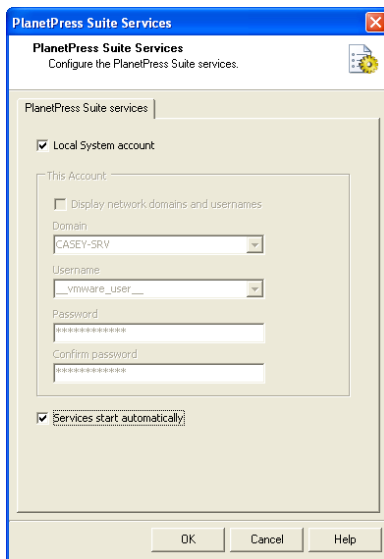 PlanetPress Suite Services
PlanetPress Suite Services
Configure the PlanetPress Suite services.
PlanetPress Suite services
Local System account
This Account
Display network domains and usernames
Domain
CASEY-SRV
Username
__vmware_user__
Password
************
Confirm password
************
Services start automatically
OK Cancel Help